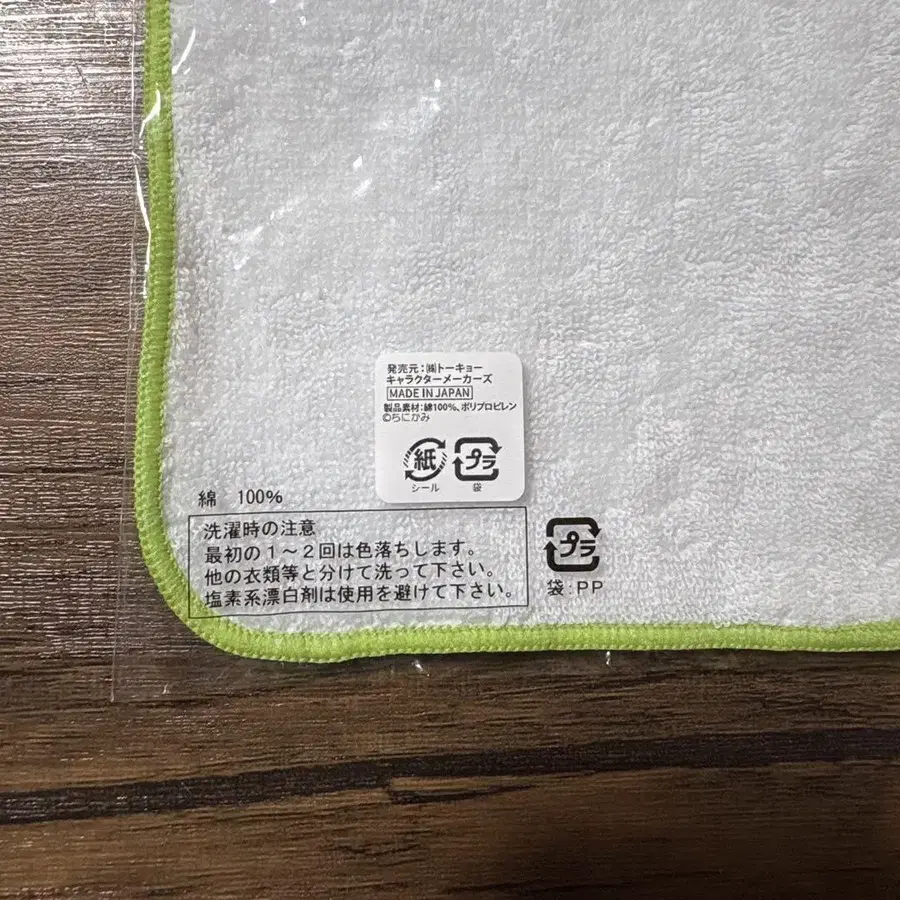 発売元：㈱トーキョー
キャラクターメーカーズ
MADE IN JAPAN
製品素材：綿100%、ポリプロピレン
©ちにかみ
紙
プラ
シール
袋
綿 100%
洗濯時の注意
最初の１～２回は色落ちします。
他の衣類等と分けて洗って下さい。
塩素系漂白剤は使用を避けて下さい。
プラ
袋：PP